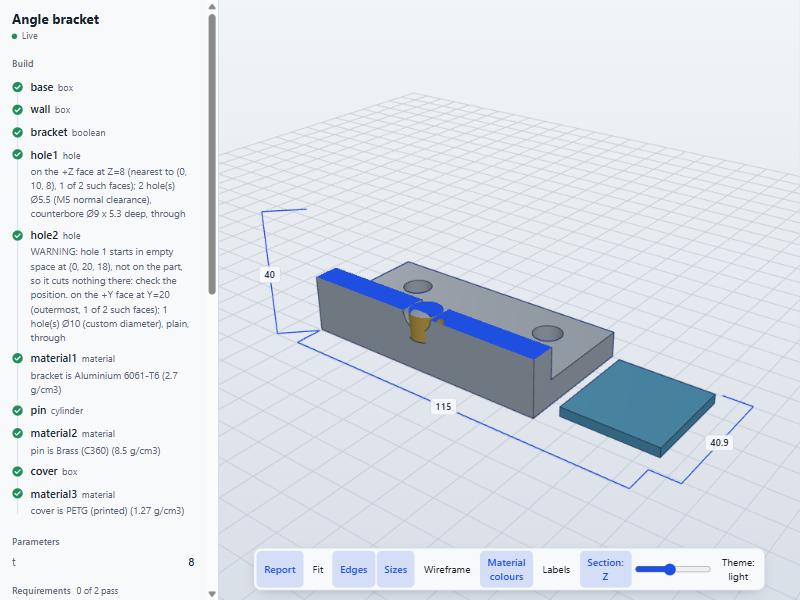 Angle bracket
Live
Build
base box
wall box
bracket boolean
hole1 hole
on the +Z face at Z=8 (nearest to (0,
10, 8), 1 of 2 such faces); 2 hole(s)
Ø5.5 (M5 normal clearance),
counterbore Ø9 x 5.3 deep, through
hole2 hole
WARNING: hole 1 starts in empty
space at (0, 20, 18), not on the part,
so it cuts nothing there: check the
position. on the +Y face at Y=20
(outermost, 1 of 2 such faces); 1
hole(s) Ø10 (custom diameter), plain,
through
material1 material
bracket is Aluminium 6061-T6 (2.7
g/cm3)
pin cylinder
material2 material
pin is Brass (C360) (8.5 g/cm3)
cover box
material3 material
cover is PETG (printed) (1.27 g/cm3)
Parameters
t 8
Requirements 0 of 2 pass
40
115
40.9
Report
Fit
Edges
Sizes
Wireframe
Material
colours
Labels
Section:
Z
Theme:
light